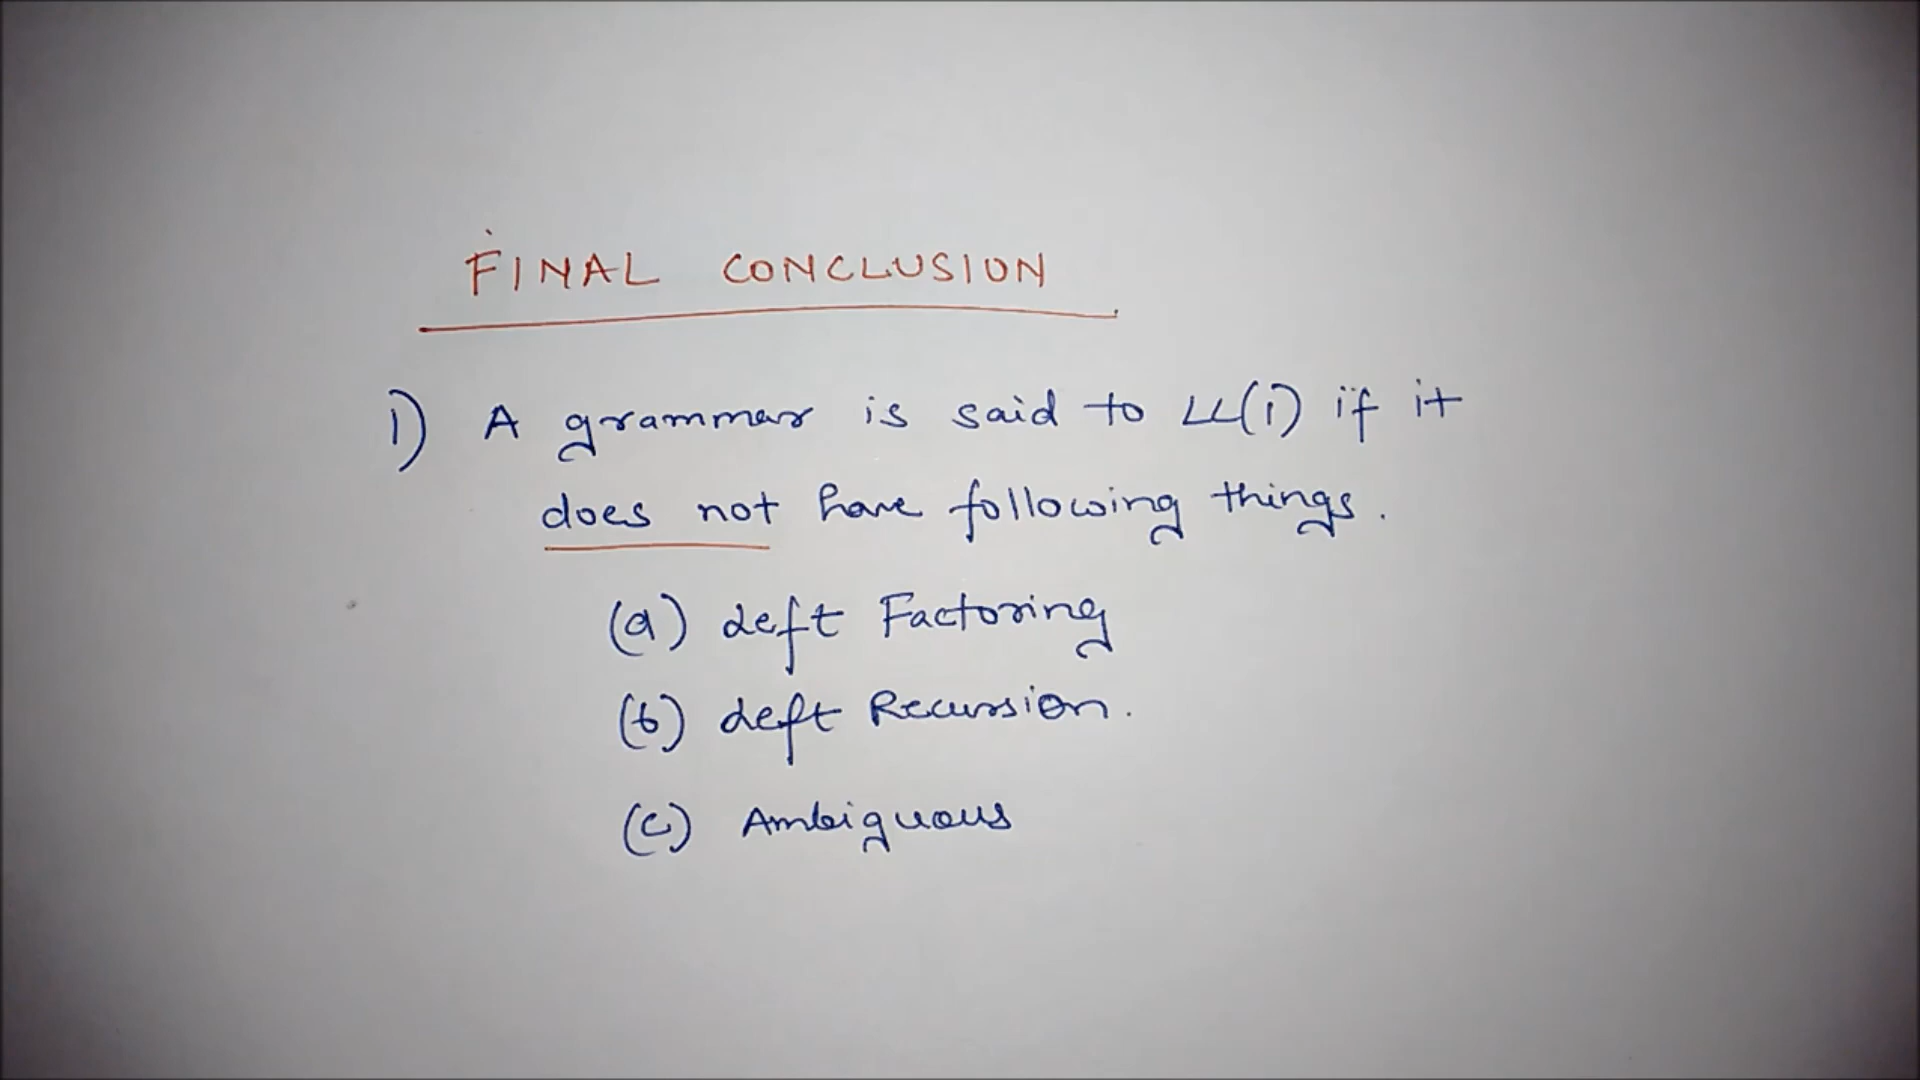 FINAL CONCLUSION
1) A grammar is said to LL(1) if it
does not have following things.
(a) Left Factoring
(b) Left Recursion.
(c) Ambiguous